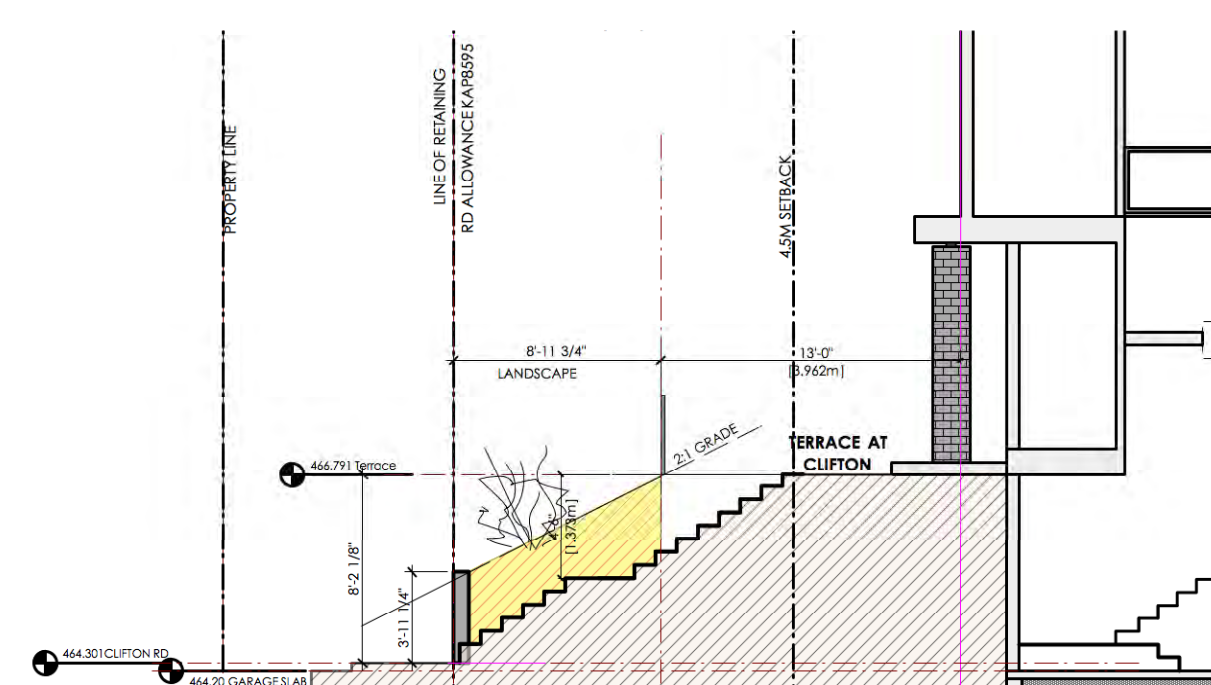 PROPERTY LINE
LINE OF RETAINING
RD ALLOWANCE KAP8595
4.5M SETBACK
8'-11 3/4"
LANDSCAPE
13'-0"
[3.962m]
2:1 GRADE
TERRACE AT
CLIFTON
466.791 Terrace
4'-6"
[1.373m]
8'-2 1/8"
3'-11 1/4"
464.301 CLIFTON RD
464.20 GARAGE SLAB